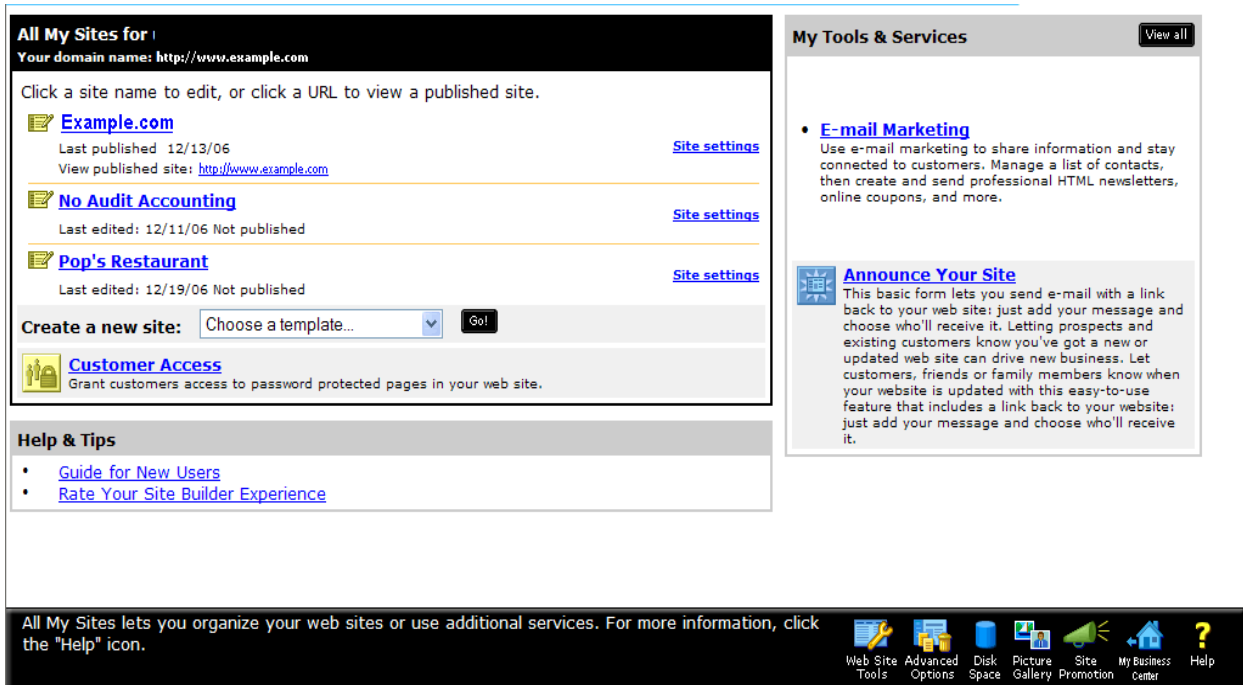 All My Sites for
Your domain name: http://www.example.com
Click a site name to edit, or click a URL to view a published site.
Example.com
Last published 12/13/06
Site settings
View published site: http://www.example.com
No Audit Accounting
Site settings
Last edited: 12/11/06 Not published
Pop's Restaurant
Site settings
Last edited: 12/19/06 Not published
Create a new site: Choose a template... Go!
Customer Access
Grant customers access to password protected pages in your web site.
Help & Tips
• Guide for New Users
• Rate Your Site Builder Experience
My Tools & Services View all
• E-mail Marketing
Use e-mail marketing to share information and stay
connected to customers. Manage a list of contacts,
then create and send professional HTML newsletters,
online coupons, and more.
Announce Your Site
This basic form lets you send e-mail with a link
back to your web site: just add your message and
choose who'll receive it. Letting prospects and
existing customers know you've got a new or
updated web site can drive new business. Let
customers, friends or family members know when
your website is updated with this easy-to-use
feature that includes a link back to your website:
just add your message and choose who'll receive
it.
All My Sites lets you organize your web sites or use additional services. For more information, click
the "Help" icon.
Web Site Tools
Advanced Options
Disk Space
Picture Gallery
Site Promotion
My Business Center
Help